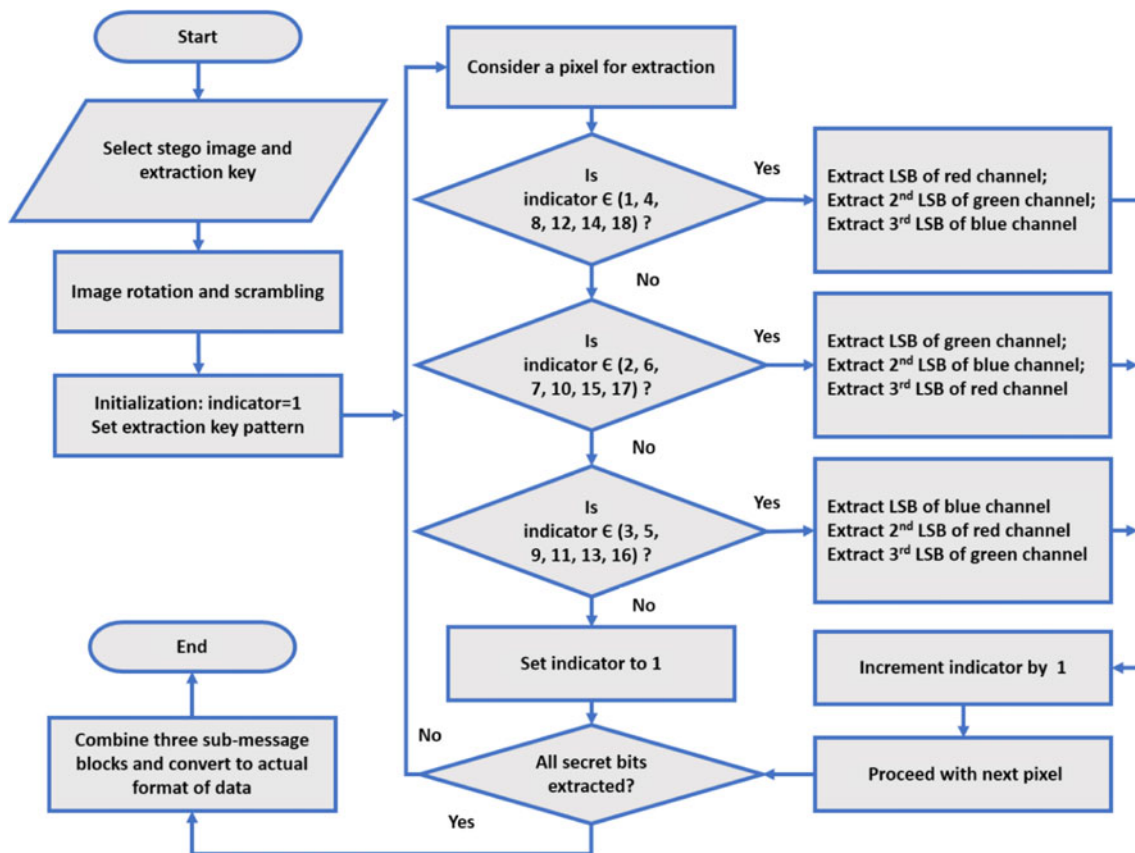 Start
Select stego image and
extraction key
Image rotation and scrambling
Initialization: indicator=1
Set extraction key pattern
Consider a pixel for extraction
Is
indicator Є (1, 4,
8, 12, 14, 18) ?
Yes
Extract LSB of red channel;
Extract 2nd LSB of green channel;
Extract 3rd LSB of blue channel
No
Is
indicator Є (2, 6,
7, 10, 15, 17) ?
Yes
Extract LSB of green channel;
Extract 2nd LSB of blue channel;
Extract 3rd LSB of red channel
No
Is
indicator Є (3, 5,
9, 11, 13, 16) ?
Yes
Extract LSB of blue channel
Extract 2nd LSB of red channel
Extract 3rd LSB of green channel
No
Set indicator to 1
Increment indicator by 1
Proceed with next pixel
All secret bits
extracted?
No
Yes
Combine three sub-message
blocks and convert to actual
format of data
End